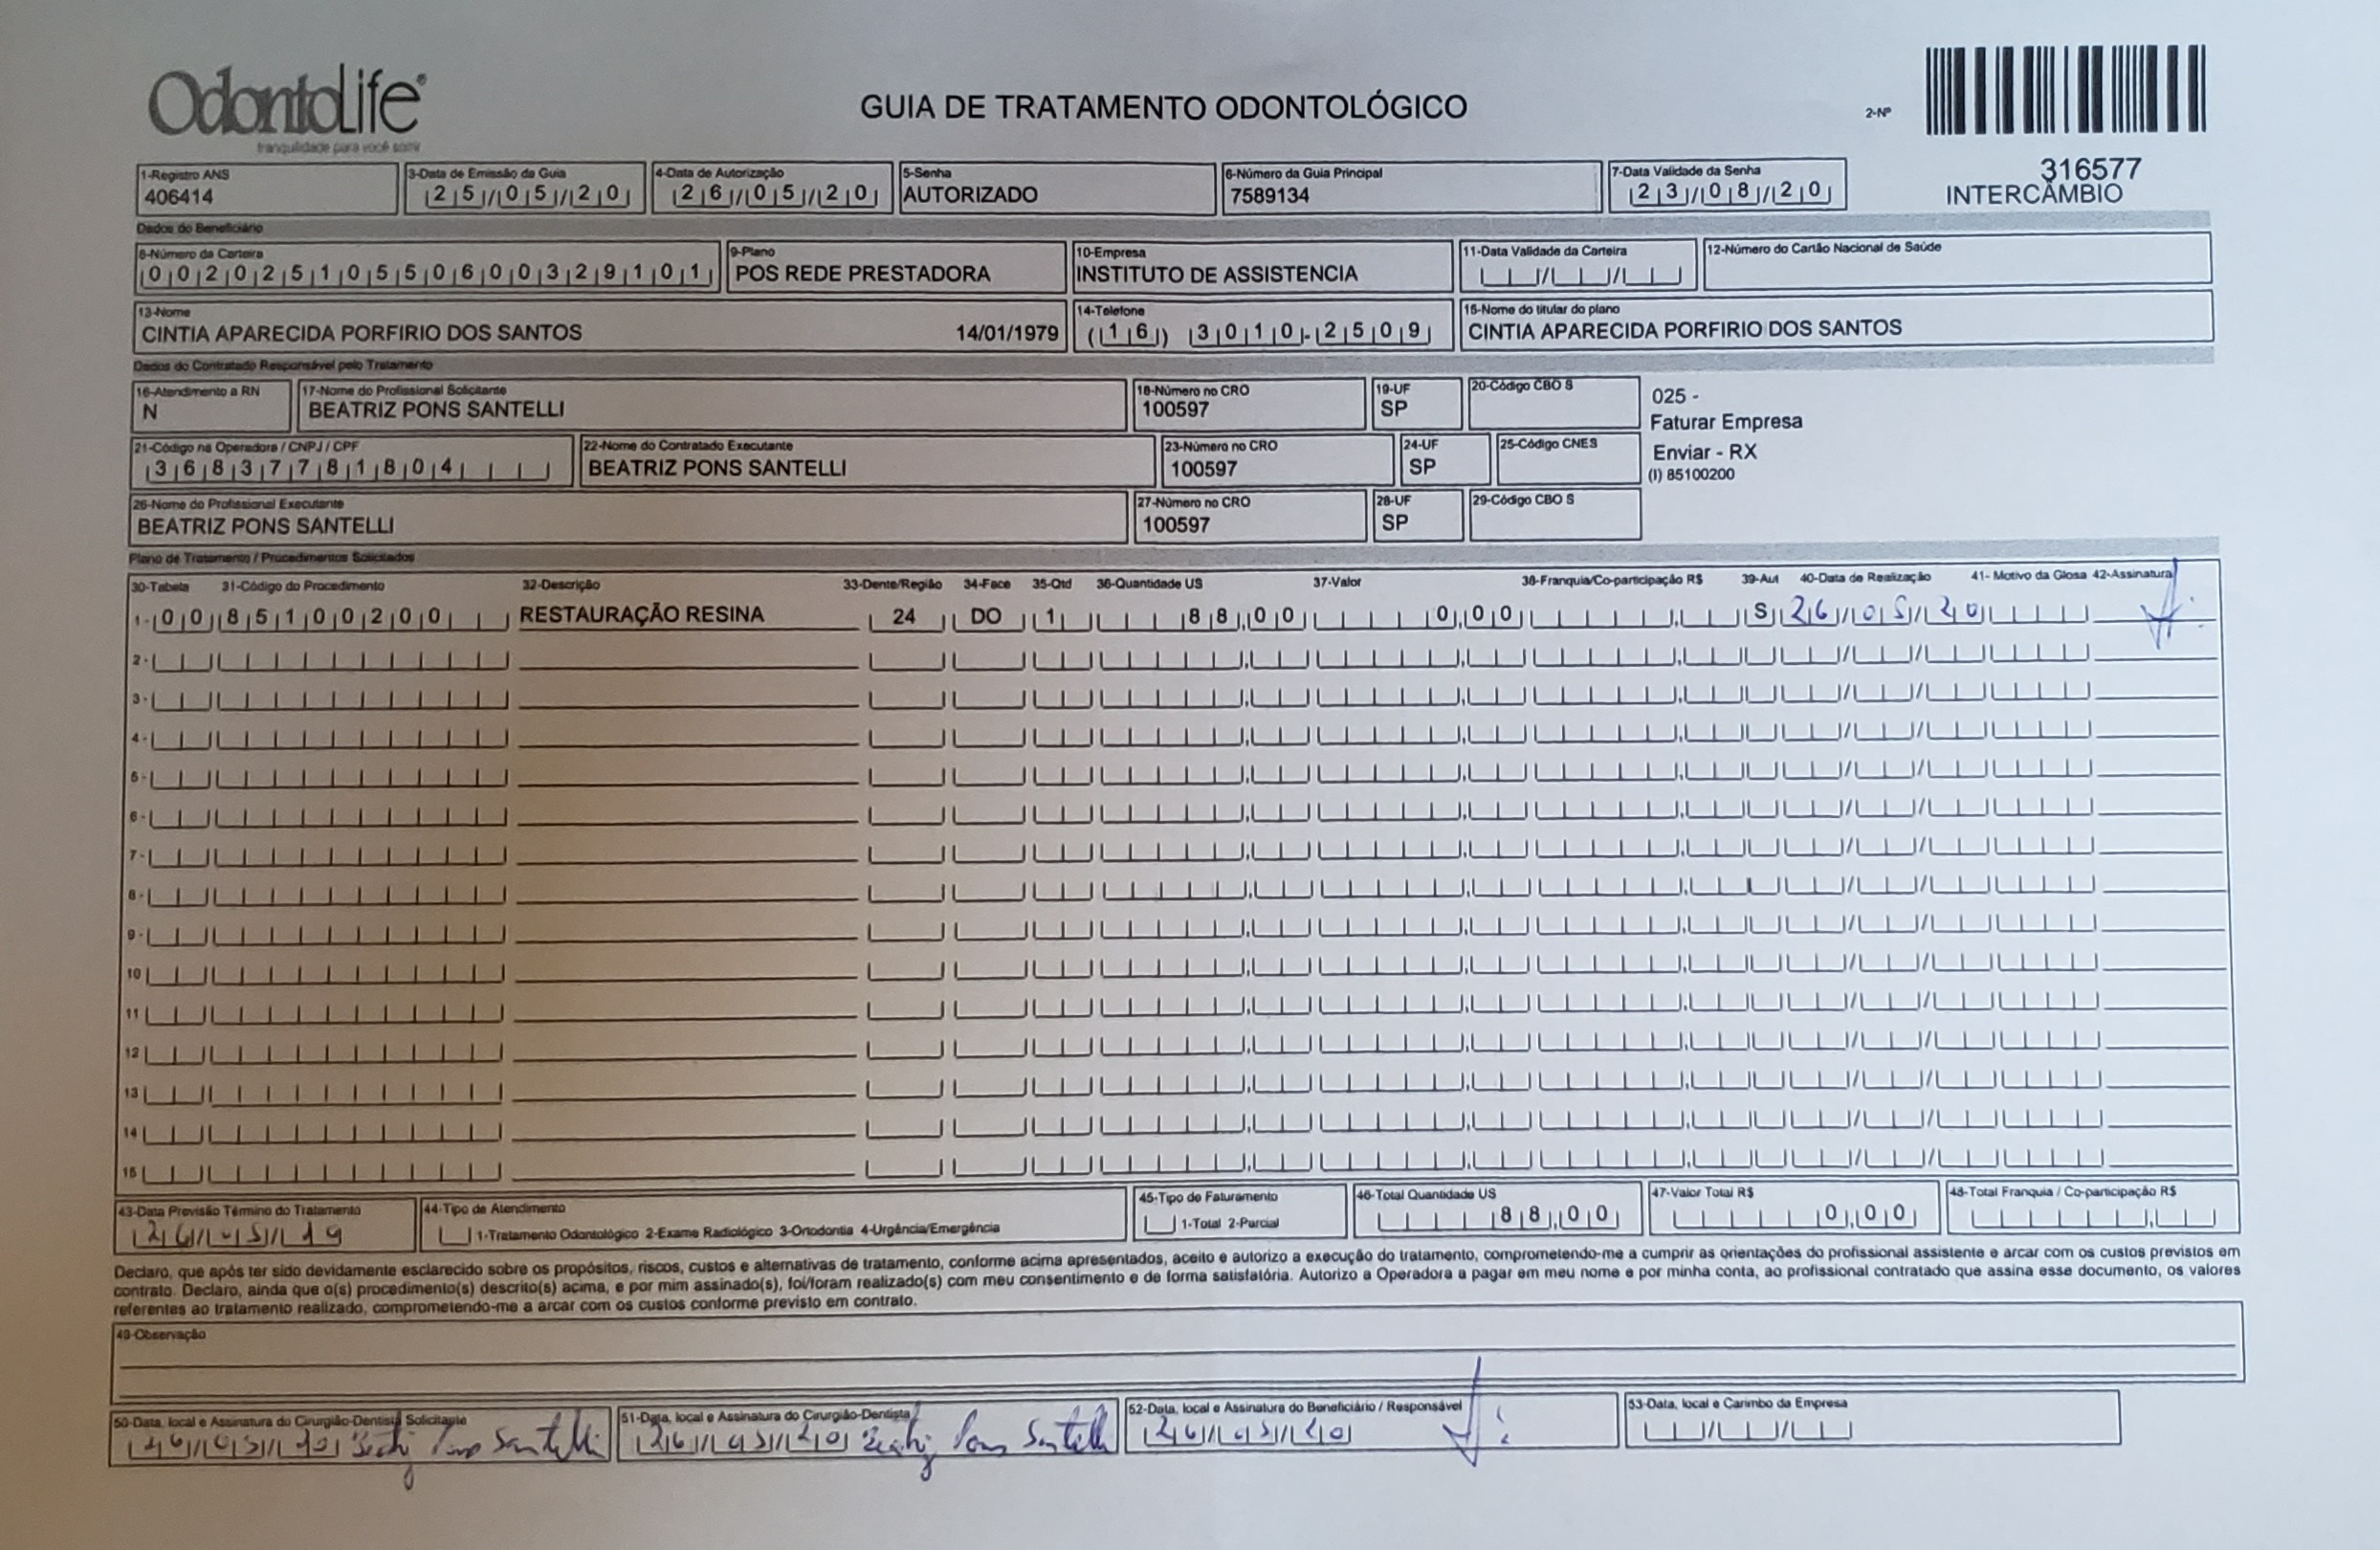 OdontoLife®
tranquilidade para você sorrir
GUIA DE TRATAMENTO ODONTOLÓGICO
2-Nº
316577
INTERCÂMBIO
1-Registro ANS
406414
3-Data de Emissão da Guia
25/05/20
4-Data de Autorização
26/05/20
5-Senha
AUTORIZADO
6-Número da Guia Principal
7589134
7-Data Validade da Senha
23/08/20
Dados do Beneficiário
8-Número da Carteira
00202510550600329101
9-Plano
POS REDE PRESTADORA
10-Empresa
INSTITUTO DE ASSISTENCIA
11-Data Validade da Carteira
12-Número do Cartão Nacional de Saúde
13-Nome
CINTIA APARECIDA PORFIRIO DOS SANTOS 14/01/1979
14-Telefone
(16) 3010-2509
15-Nome do titular do plano
CINTIA APARECIDA PORFIRIO DOS SANTOS
Dados do Contratado Responsável pelo Tratamento
16-Atendimento a RN
N
17-Nome do Profissional Solicitante
BEATRIZ PONS SANTELLI
18-Número no CRO
100597
19-UF
SP
20-Código CBO S
025 -
Faturar Empresa
Enviar - RX
(I) 85100200
21-Código na Operadora / CNPJ / CPF
36837781804
22-Nome do Contratado Executante
BEATRIZ PONS SANTELLI
23-Número no CRO
100597
24-UF
SP
25-Código CNES
26-Nome do Profissional Executante
BEATRIZ PONS SANTELLI
27-Número no CRO
100597
28-UF
SP
29-Código CBO S
Plano de Tratamento / Procedimentos Solicitados
30-Tabela 31-Código do Procedimento 32-Descrição 33-Dente/Região 34-Face 35-Qtd 36-Quantidade US 37-Valor 38-Franquia/Co-participação R$ 39-Aut 40-Data de Realização 41- Motivo da Glosa 42-Assinatura
1- 00 85100200 RESTAURAÇÃO RESINA 24 DO 1 88,00 0,00 S 26/05/20
2-
3-
4-
5-
6-
7-
8-
9-
10
11
12
13
14
15
43-Data Previsão Término do Tratamento
26/05/19
44-Tipo de Atendimento
1-Tratamento Odontológico 2-Exame Radiológico 3-Ortodontia 4-Urgência/Emergência
45-Tipo de Faturamento
1-Total 2-Parcial
46-Total Quantidade US
88,00
47-Valor Total R$
0,00
48-Total Franquia / Co-participação R$
Declaro, que após ter sido devidamente esclarecido sobre os propósitos, riscos, custos e alternativas de tratamento, conforme acima apresentados, aceito e autorizo a execução do tratamento, comprometendo-me a cumprir as orientações do profissional assistente e arcar com os custos previstos em
contrato. Declaro, ainda que o(s) procedimento(s) descrito(s) acima, e por mim assinado(s), foi/foram realizado(s) com meu consentimento e de forma satisfatória. Autorizo a Operadora a pagar em meu nome e por minha conta, ao profissional contratado que assina esse documento, os valores
referentes ao tratamento realizado, comprometendo-me a arcar com os custos conforme previsto em contrato.
49-Observação
50-Data, local e Assinatura do Cirurgião-Dentista Solicitante
26/05/20 Pons Santelli
51-Data, local e Assinatura do Cirurgião-Dentista
26/05/20 Pons Santelli
52-Data, local e Assinatura do Beneficiário / Responsável
26/05/20
53-Data, local e Carimbo da Empresa